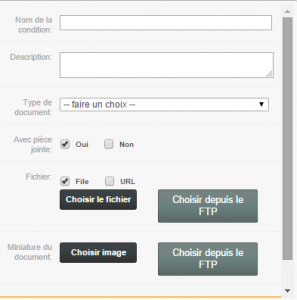 Nom de la
condition:
Description:
Type de
document:
-- faire un choix --
Avec pièce
jointe:
Oui
Non
Fichier:
File
URL
Choisir le fichier
Choisir depuis le
FTP
Miniature du
document:
Choisir image
Choisir depuis le
FTP